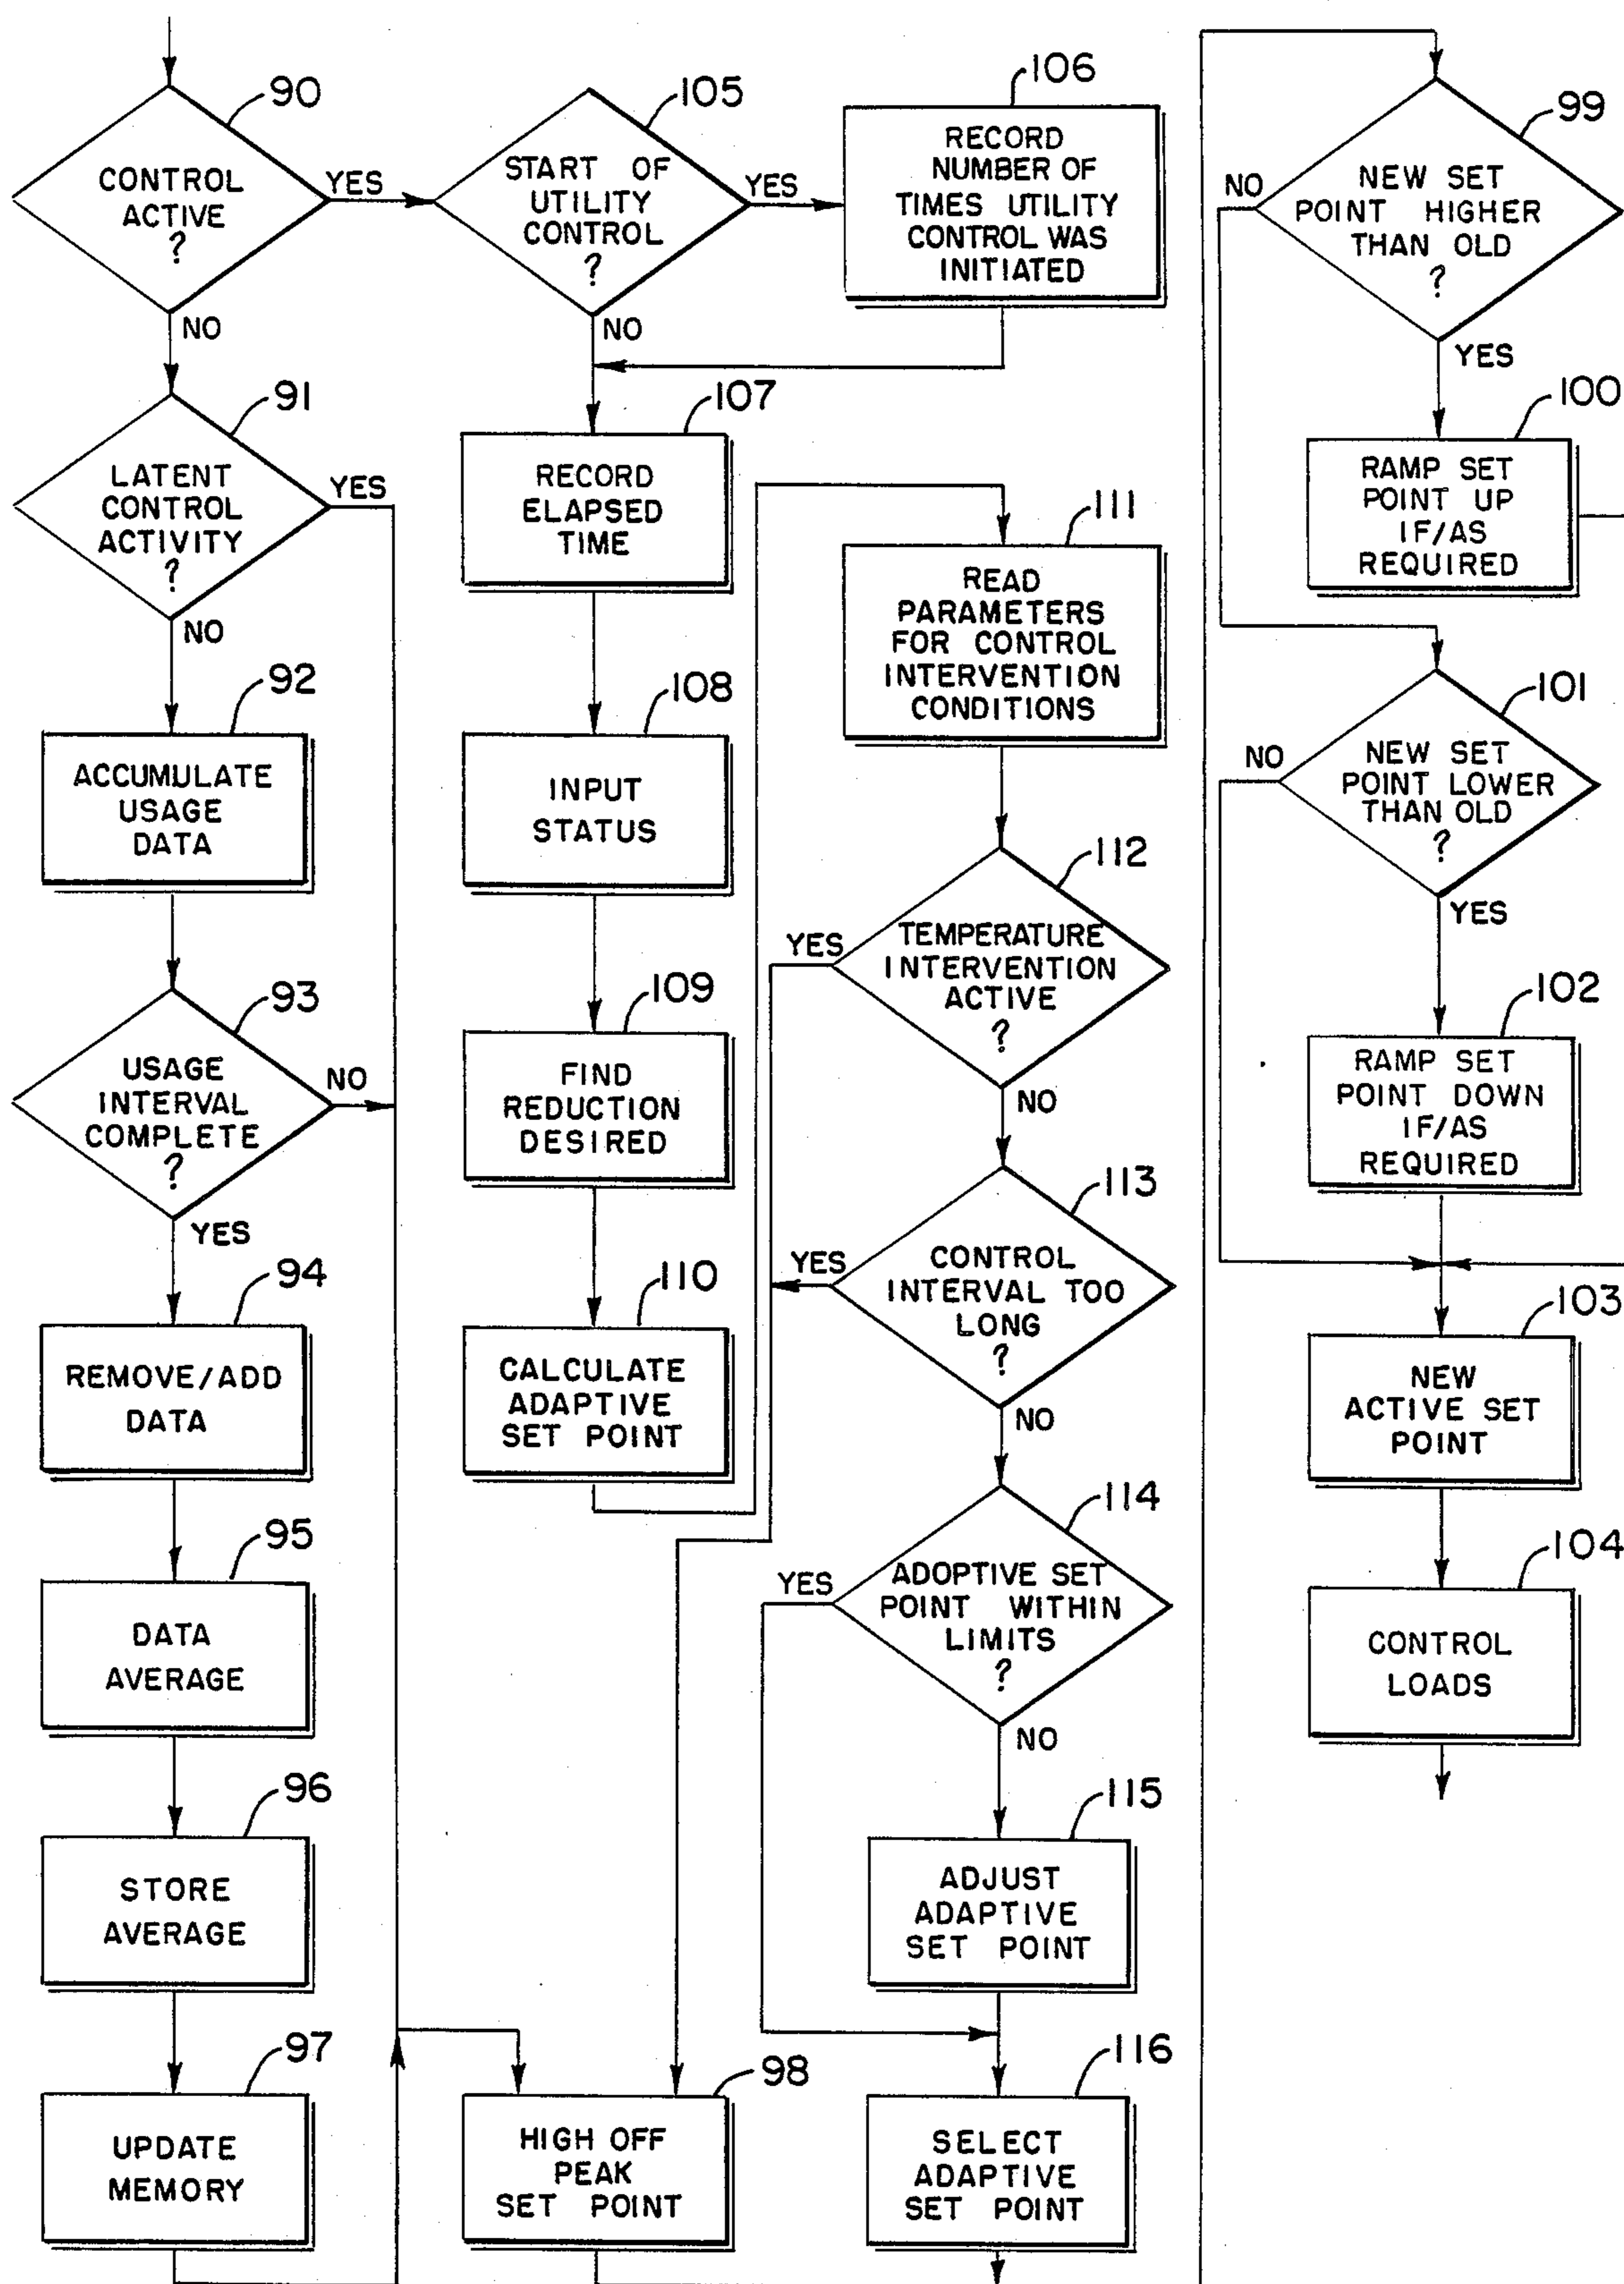 90
CONTROL
ACTIVE
?
YES
NO
91
LATENT
CONTROL
ACTIVITY
?
YES
NO
92
ACCUMULATE
USAGE
DATA
93
USAGE
INTERVAL
COMPLETE
?
NO
YES
94
REMOVE/ADD
DATA
95
DATA
AVERAGE
96
STORE
AVERAGE
97
UPDATE
MEMORY
105
START OF
UTILITY
CONTROL
?
YES
NO
106
RECORD
NUMBER OF
TIMES UTILITY
CONTROL WAS
INITIATED
107
RECORD
ELAPSED
TIME
108
INPUT
STATUS
109
FIND
REDUCTION
DESIRED
110
CALCULATE
ADAPTIVE
SET POINT
98
HIGH OFF
PEAK
SET POINT
111
READ
PARAMETERS
FOR CONTROL
INTERVENTION
CONDITIONS
112
TEMPERATURE
INTERVENTION
ACTIVE
?
YES
NO
113
CONTROL
INTERVAL TOO
LONG
?
YES
NO
114
ADOPTIVE SET
POINT WITHIN
LIMITS
?
YES
NO
115
ADJUST
ADAPTIVE
SET POINT
116
SELECT
ADAPTIVE
SET POINT
99
NEW SET
POINT HIGHER
THAN OLD
?
NO
YES
100
RAMP SET
POINT UP
IF/AS
REQUIRED
101
NEW SET
POINT LOWER
THAN OLD
?
NO
YES
102
RAMP SET
POINT DOWN
IF/AS
REQUIRED
103
NEW
ACTIVE SET
POINT
104
CONTROL
LOADS